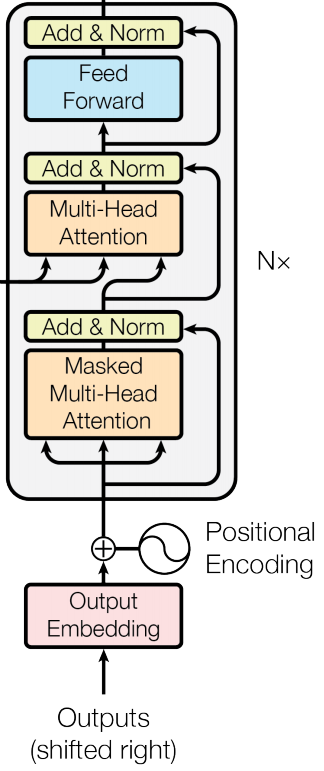 Add & Norm
Feed
Forward
Add & Norm
Multi-Head
Attention
N×
Add & Norm
Masked
Multi-Head
Attention
Positional
Encoding
Output
Embedding
Outputs
(shifted right)